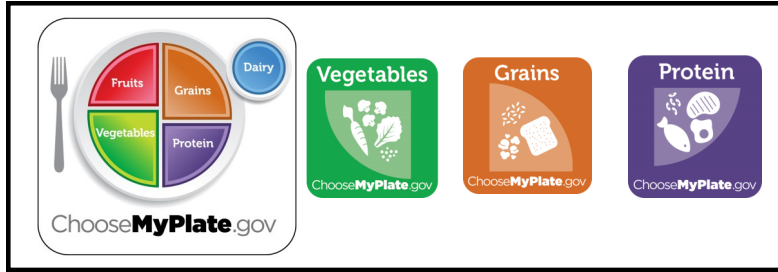 Fruits
Grains
Dairy
Vegetables
Protein
ChooseMyPlate.gov
Vegetables
ChooseMyPlate.gov
Grains
ChooseMyPlate.gov
Protein
ChooseMyPlate.gov